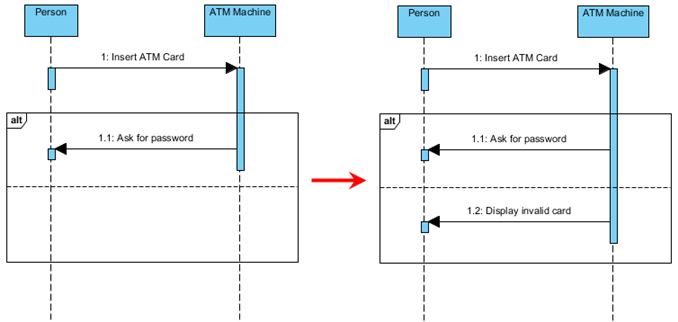 Person
ATM Machine
1: Insert ATM Card
alt
1.1: Ask for password
Person
ATM Machine
1: Insert ATM Card
alt
1.1: Ask for password
1.2: Display invalid card